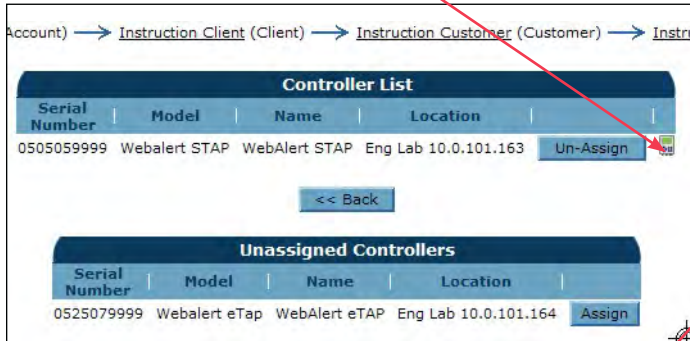 Account) Instruction Client (Client) Instruction Customer (Customer) Instr
Controller List
Serial Number Model Name Location
0505059999 Webalert STAP WebAlert STAP Eng Lab 10.0.101.163 Un-Assign
<< Back
Unassigned Controllers
Serial Number Model Name Location
0525079999 Webalert eTap WebAlert eTAP Eng Lab 10.0.101.164 Assign